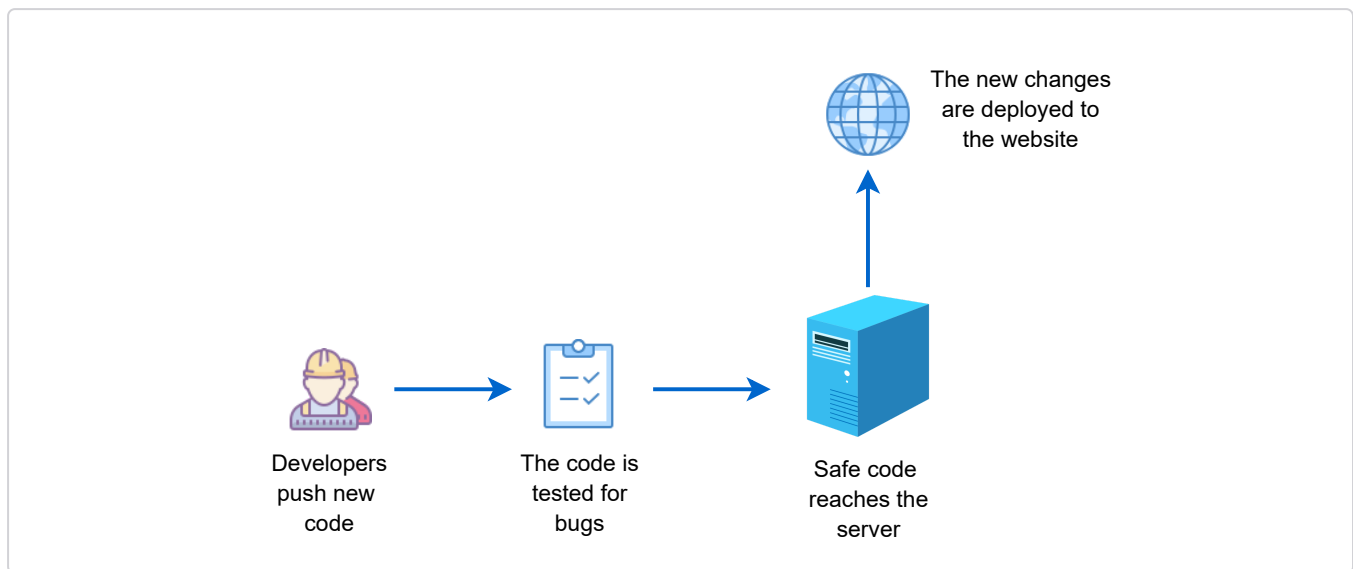 The new changes
are deployed to
the website
Developers
push new
code
The code is
tested for
bugs
Safe code
reaches the
server